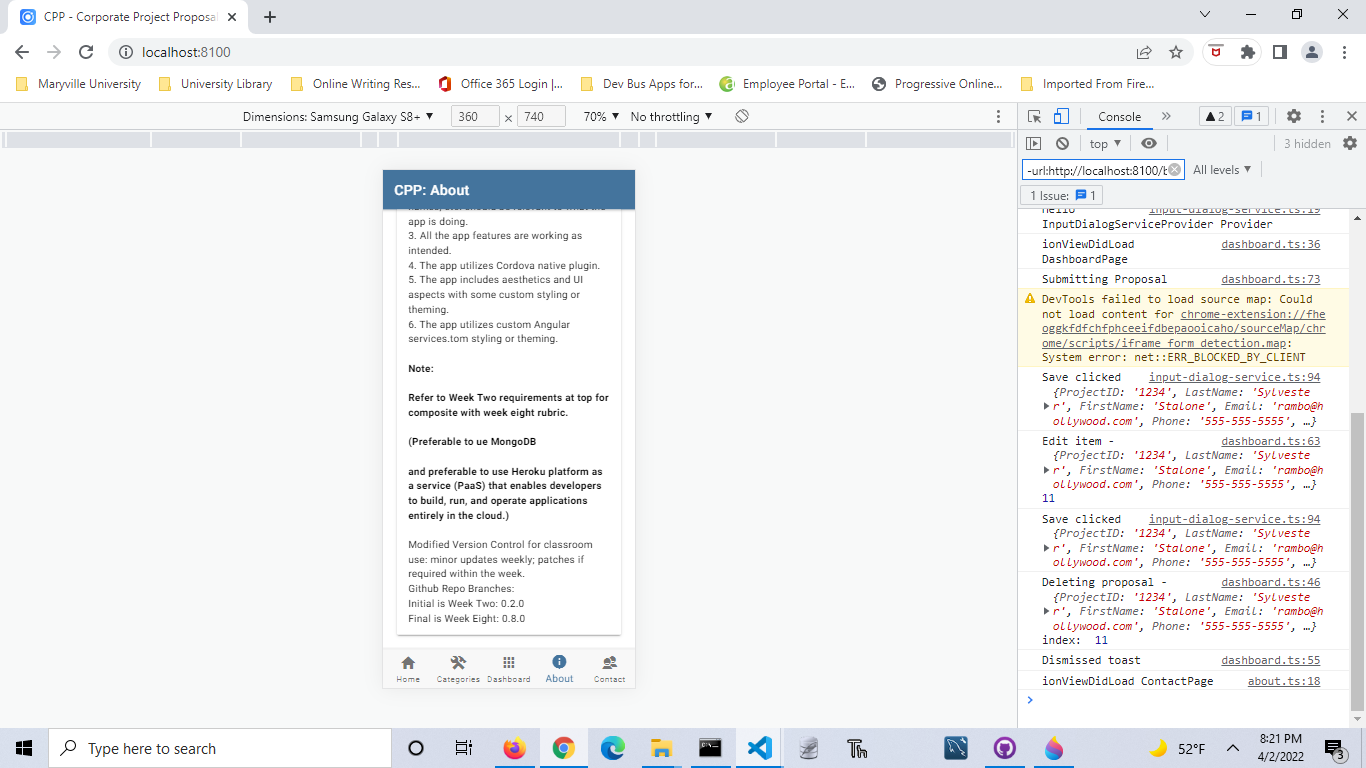 CPP - Corporate Project Proposal
localhost:8100
Maryville University
University Library
Online Writing Res...
Office 365 Login |...
Dev Bus Apps for...
Employee Portal - E...
Progressive Online...
Imported From Fire...
Dimensions: Samsung Galaxy S8+
360
×
740
70%
No throttling
CPP: About
app is doing.
3. All the app features are working as
intended.
4. The app utilizes Cordova native plugin.
5. The app includes aesthetics and UI
aspects with some custom styling or
theming.
6. The app utilizes custom Angular
services.tom styling or theming.
Note:
Refer to Week Two requirements at top for
composite with week eight rubric.
(Preferable to ue MongoDB
and preferable to use Heroku platform as
a service (PaaS) that enables developers
to build, run, and operate applications
entirely in the cloud.)
Modified Version Control for classroom
use: minor updates weekly; patches if
required within the week.
Github Repo Branches:
Initial is Week Two: 0.2.0
Final is Week Eight: 0.8.0
Home
Categories
Dashboard
About
Contact
Console
2
1
top
3 hidden
-url:http://localhost:8100/b
All levels
1 Issue: 1
hello input-dialog-service.ts:19
InputDialogServiceProvider Provider
ionViewDidLoad dashboard.ts:36
DashboardPage
Submitting Proposal dashboard.ts:73
DevTools failed to load source map: Could
not load content for chrome-extension://fhe
oggkfdfchfphceeifdbepaooicaho/sourceMap/chr
ome/scripts/iframe_form_detection.map:
System error: net::ERR_BLOCKED_BY_CLIENT
Save clicked input-dialog-service.ts:94
{ProjectID: '1234', LastName: 'Sylveste
r', FirstName: 'Stalone', Email: 'rambo@h
ollywood.com', Phone: '555-555-5555', …}
Edit item - dashboard.ts:63
{ProjectID: '1234', LastName: 'Sylveste
r', FirstName: 'Stalone', Email: 'rambo@h
ollywood.com', Phone: '555-555-5555', …}
11
Save clicked input-dialog-service.ts:94
{ProjectID: '1234', LastName: 'Sylveste
r', FirstName: 'Stalone', Email: 'rambo@h
ollywood.com', Phone: '555-555-5555', …}
Deleting proposal - dashboard.ts:46
{ProjectID: '1234', LastName: 'Sylveste
r', FirstName: 'Stalone', Email: 'rambo@h
ollywood.com', Phone: '555-555-5555', …}
index: 11
Dismissed toast dashboard.ts:55
ionViewDidLoad ContactPage about.ts:18
Type here to search
52°F
8:21 PM
4/2/2022
3